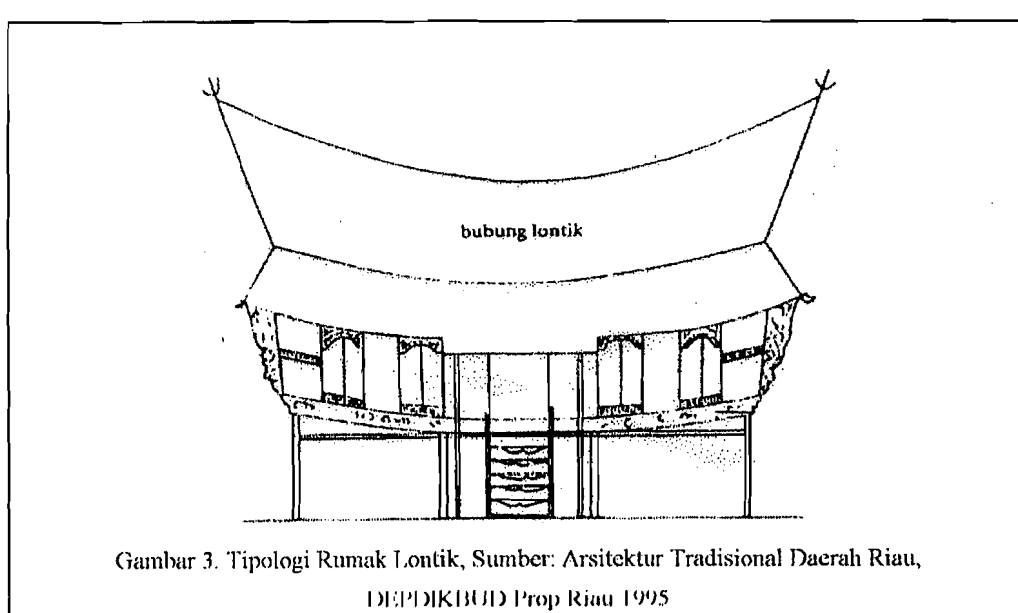 bubung lontik
Gambar 3. Tipologi Rumak Lontik, Sumber: Arsitektur Tradisional Daerah Riau,
DEPDIKBUD Prop Riau 1995